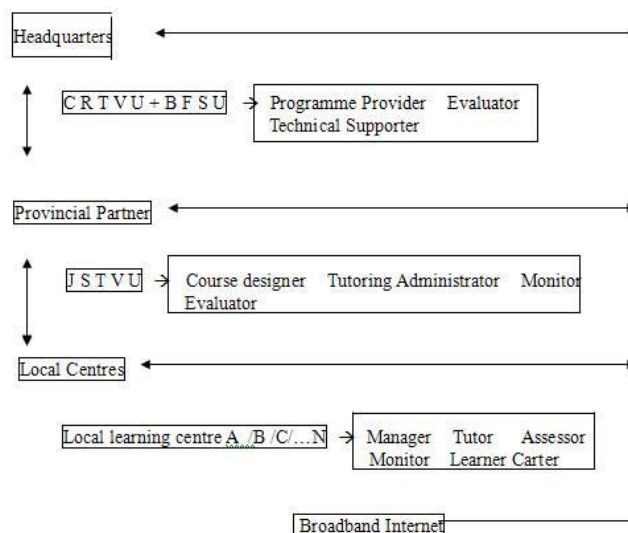 Headquarters
C R T V U + B F S U
Programme Provider Evaluator
Technical Supporter
Provincial Partner
J S T V U
Course designer Tutoring Administrator Monitor
Evaluator
Local Centres
Local learning centre A /B /C/…N
Manager Tutor Assessor
Monitor Learner Carter
Broadband Internet